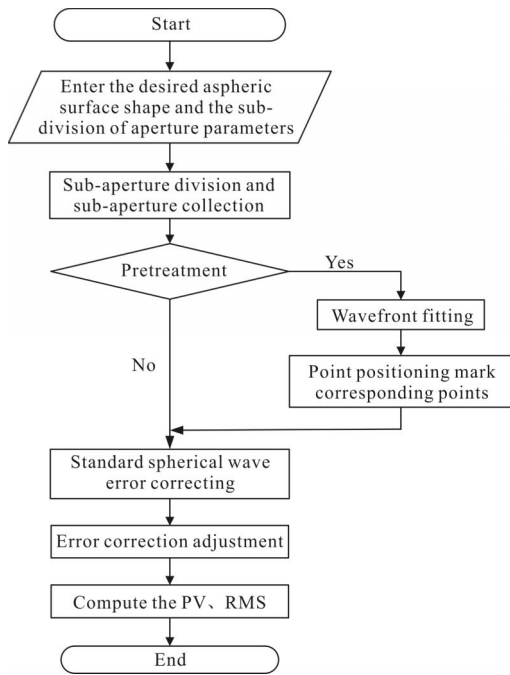 Start
Enter the desired aspheric
surface shape and the sub-
division of aperture parameters
Sub-aperture division and
sub-aperture collection
Pretreatment
Yes
Wavefront fitting
No
Point positioning mark
corresponding points
Standard spherical wave
error correcting
Error correction adjustment
Compute the PV、RMS
End